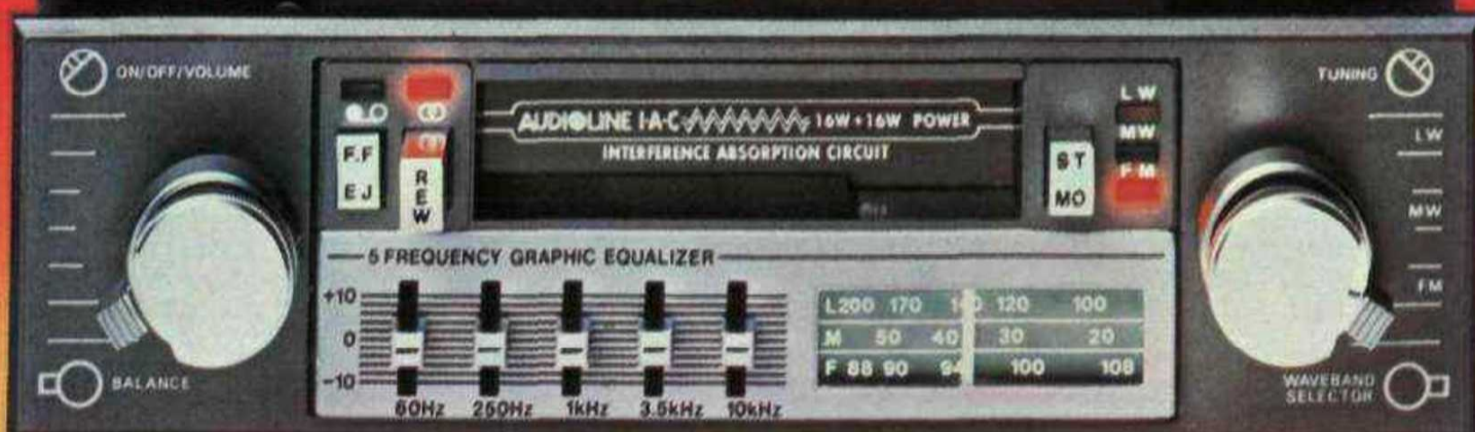 ON/OFF/VOLUME
BALANCE
F.F
EJ
REW
AUDIOLINE I·A·C 16W+16W POWER
INTERFERENCE ABSORPTION CIRCUIT
ST
MO
LW
MW
FM
TUNING
LW
MW
FM
WAVEBAND
SELECTOR
5 FREQUENCY GRAPHIC EQUALIZER
+10
0
-10
60Hz 250Hz 1kHz 3.5kHz 10kHz
L200 170 120 100
M 50 40 30 20
F 88 90 94 100 108